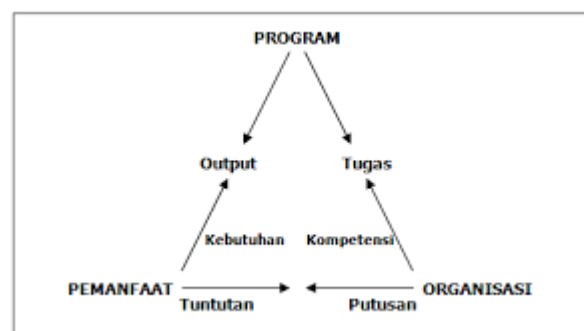 PROGRAM
Output Tugas
Kebutuhan Kompetensi
PEMANFAAT ORGANISASI
Tuntutan Putusan